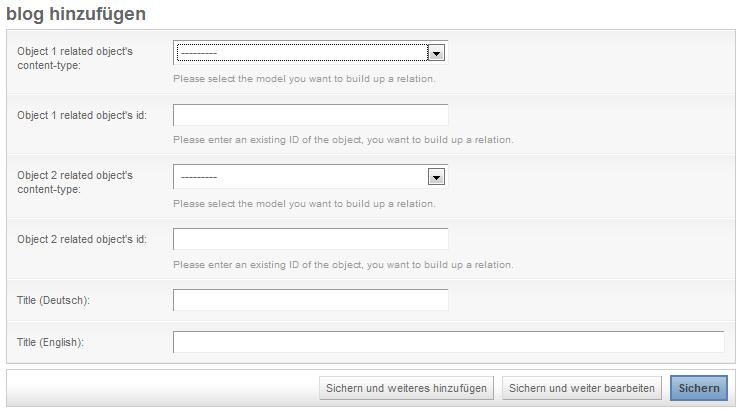 blog hinzufügen
Object 1 related object's
content-type:
---------
Please select the model you want to build up a relation.
Object 1 related object's id:
Please enter an existing ID of the object, you want to build up a relation.
Object 2 related object's
content-type:
---------
Please select the model you want to build up a relation.
Object 2 related object's id:
Please enter an existing ID of the object, you want to build up a relation.
Title (Deutsch):
Title (English):
Sichern und weiteres hinzufügen Sichern und weiter bearbeiten Sichern